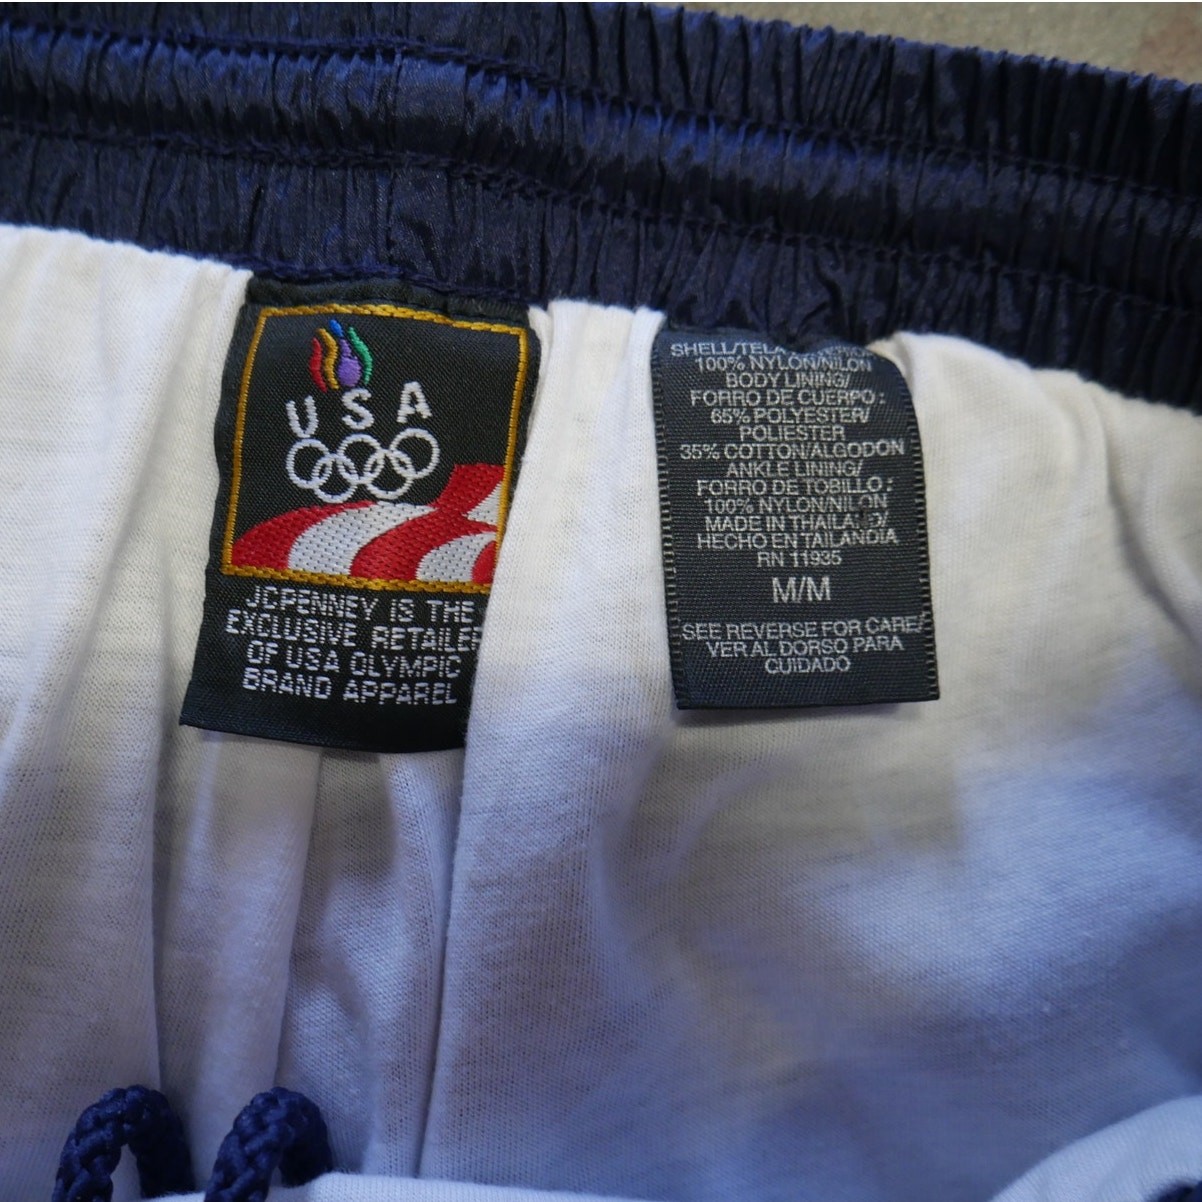 USA
JCPENNEY IS THE
EXCLUSIVE RETAILER
OF USA OLYMPIC
BRAND APPAREL
SHELL/TELA
100% NYLON/NILON
BODY LINING/
FORRO DE CUERPO:
65% POLYESTER/
POLIESTER
35% COTTON/ALGODON
ANKLE LINING/
FORRO DE TOBILLO:
100% NYLON/NILON
MADE IN THAILAND/
HECHO EN TAILANDIA
RN 11935
M/M
SEE REVERSE FOR CARE/
VER AL DORSO PARA
CUIDADO